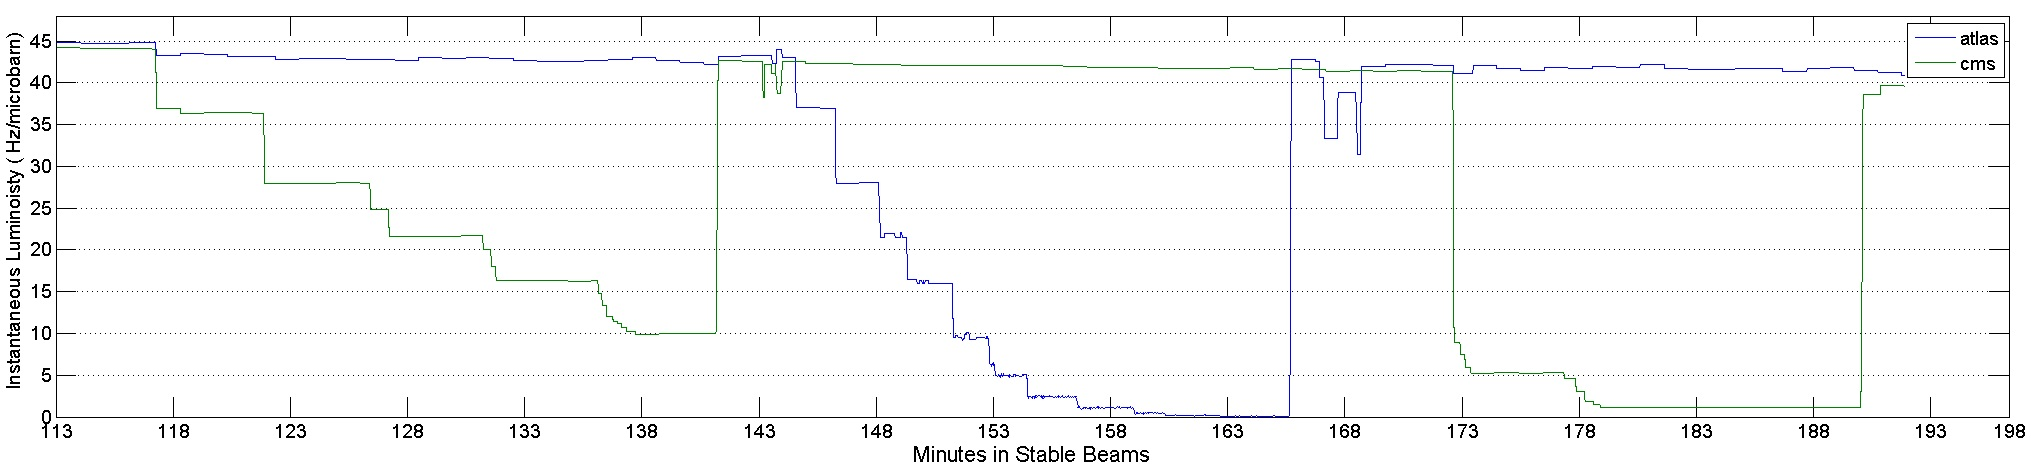 Instantaneous Luminoisty ( Hz/microbarn)
45
40
35
30
25
20
15
10
5
0
113 118 123 128 133 138 143 148 153 158 163 168 173 178 183 188 193 198
Minutes in Stable Beams
atlas
cms